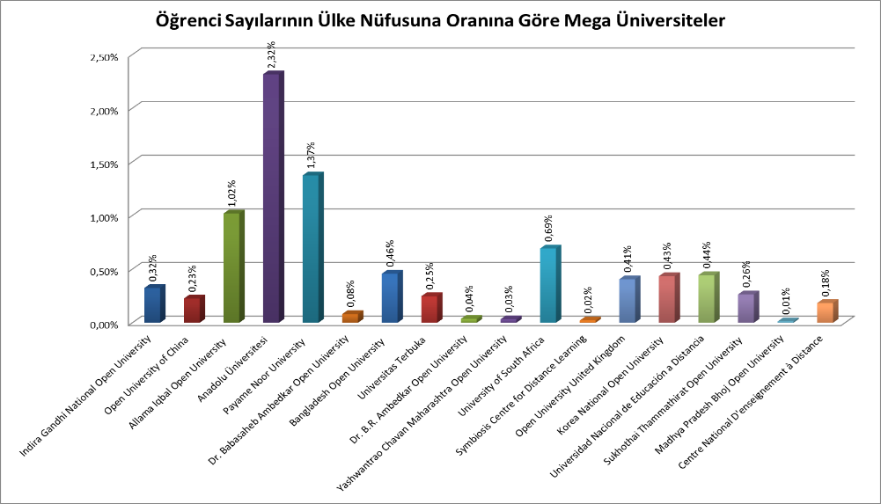 Öğrenci Sayılarının Ülke Nüfusuna Oranına Göre Mega Üniversiteler
2,50%
2,00%
1,50%
1,00%
0,50%
0,00%
0,32%
0,23%
1,02%
2,32%
1,37%
0,08%
0,46%
0,25%
0,04%
0,03%
0,69%
0,02%
0,41%
0,43%
0,44%
0,26%
0,01%
0,18%
Indira Gandhi National Open University
Open University of China
Allama Iqbal Open University
Anadolu Üniversitesi
Payame Noor University
Dr. Babasaheb Ambedkar Open University
Bangladesh Open University
Universitas Terbuka
Dr. B.R. Ambedkar Open University
Yashwantrao Chavan Maharashtra Open University
University of South Africa
Symbiosis Centre for Distance Learning
Open University United Kingdom
Korea National Open University
Universidad Nacional de Educación a Distancia
Sukhothai Thammathirat Open University
Madhya Pradesh Bhoj Open University
Centre National D'enseignement à Distance